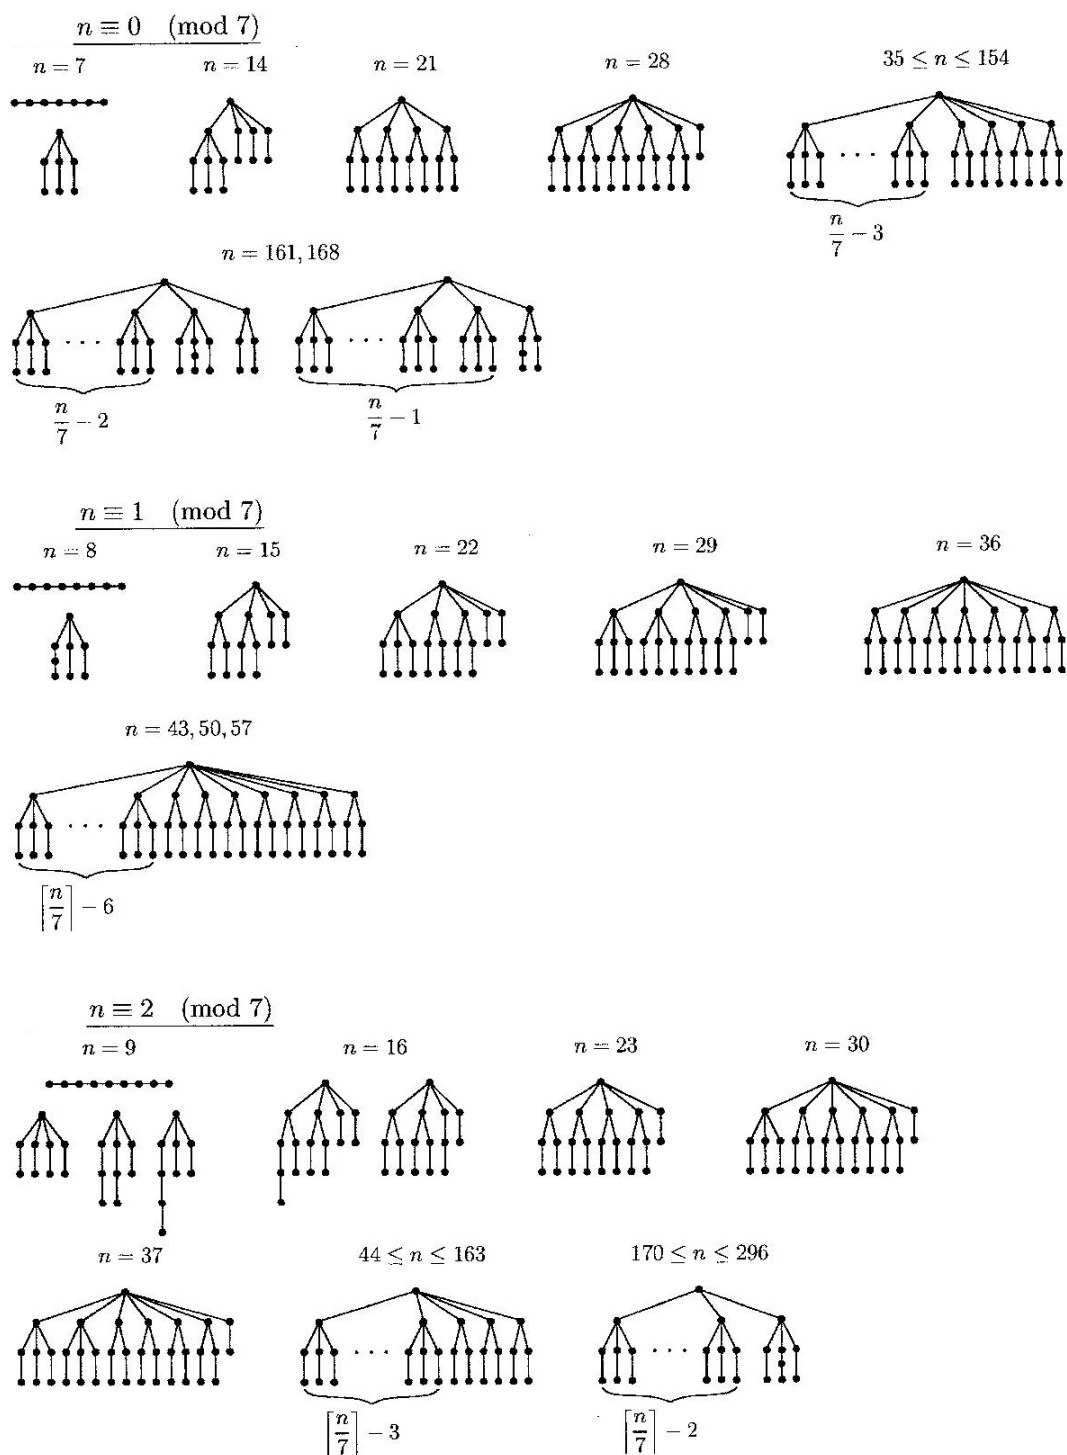 n ≡ 0 (mod 7)
n = 7 n = 14 n = 21 n = 28 35 ≤ n ≤ 154
. . .
n/7 − 3
n = 161, 168
. . . . . .
n/7 − 2 n/7 − 1
n ≡ 1 (mod 7)
n = 8 n = 15 n = 22 n = 29 n = 36
n = 43, 50, 57
. . .
⌈n/7⌉ − 6
n ≡ 2 (mod 7)
n = 9 n = 16 n = 23 n = 30
n = 37 44 ≤ n ≤ 163 170 ≤ n ≤ 296
. . . . . .
⌈n/7⌉ − 3 ⌈n/7⌉ − 2